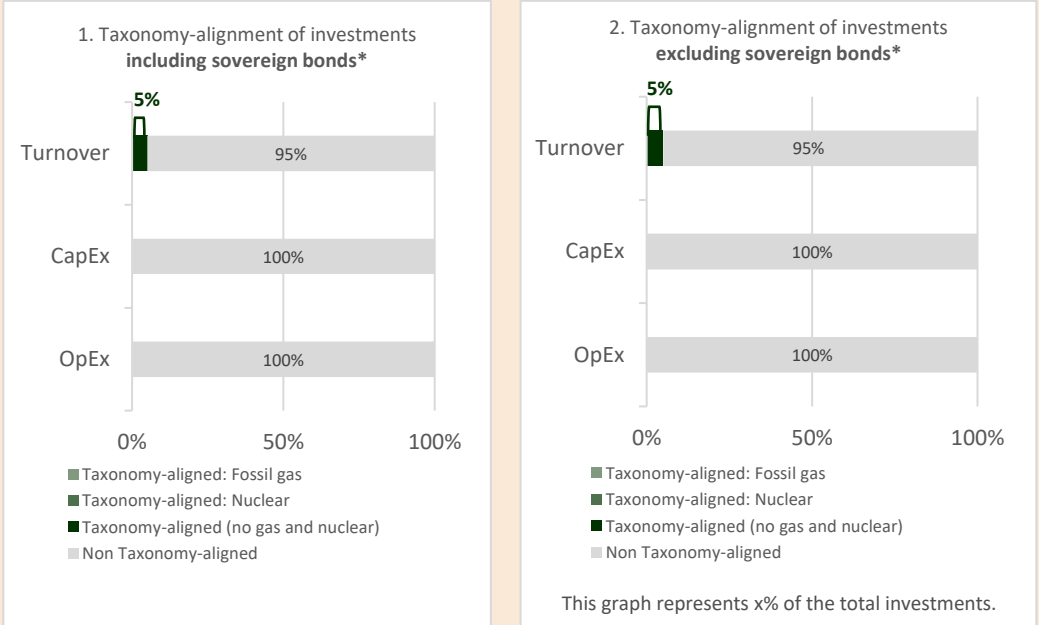 1. Taxonomy-alignment of investments
including sovereign bonds*
5%
Turnover
95%
CapEx
100%
OpEx
100%
0%
50%
100%
Taxonomy-aligned: Fossil gas
Taxonomy-aligned: Nuclear
Taxonomy-aligned (no gas and nuclear)
Non Taxonomy-aligned
2. Taxonomy-alignment of investments
excluding sovereign bonds*
5%
Turnover
95%
CapEx
100%
OpEx
100%
0%
50%
100%
Taxonomy-aligned: Fossil gas
Taxonomy-aligned: Nuclear
Taxonomy-aligned (no gas and nuclear)
Non Taxonomy-aligned
This graph represents x% of the total investments.